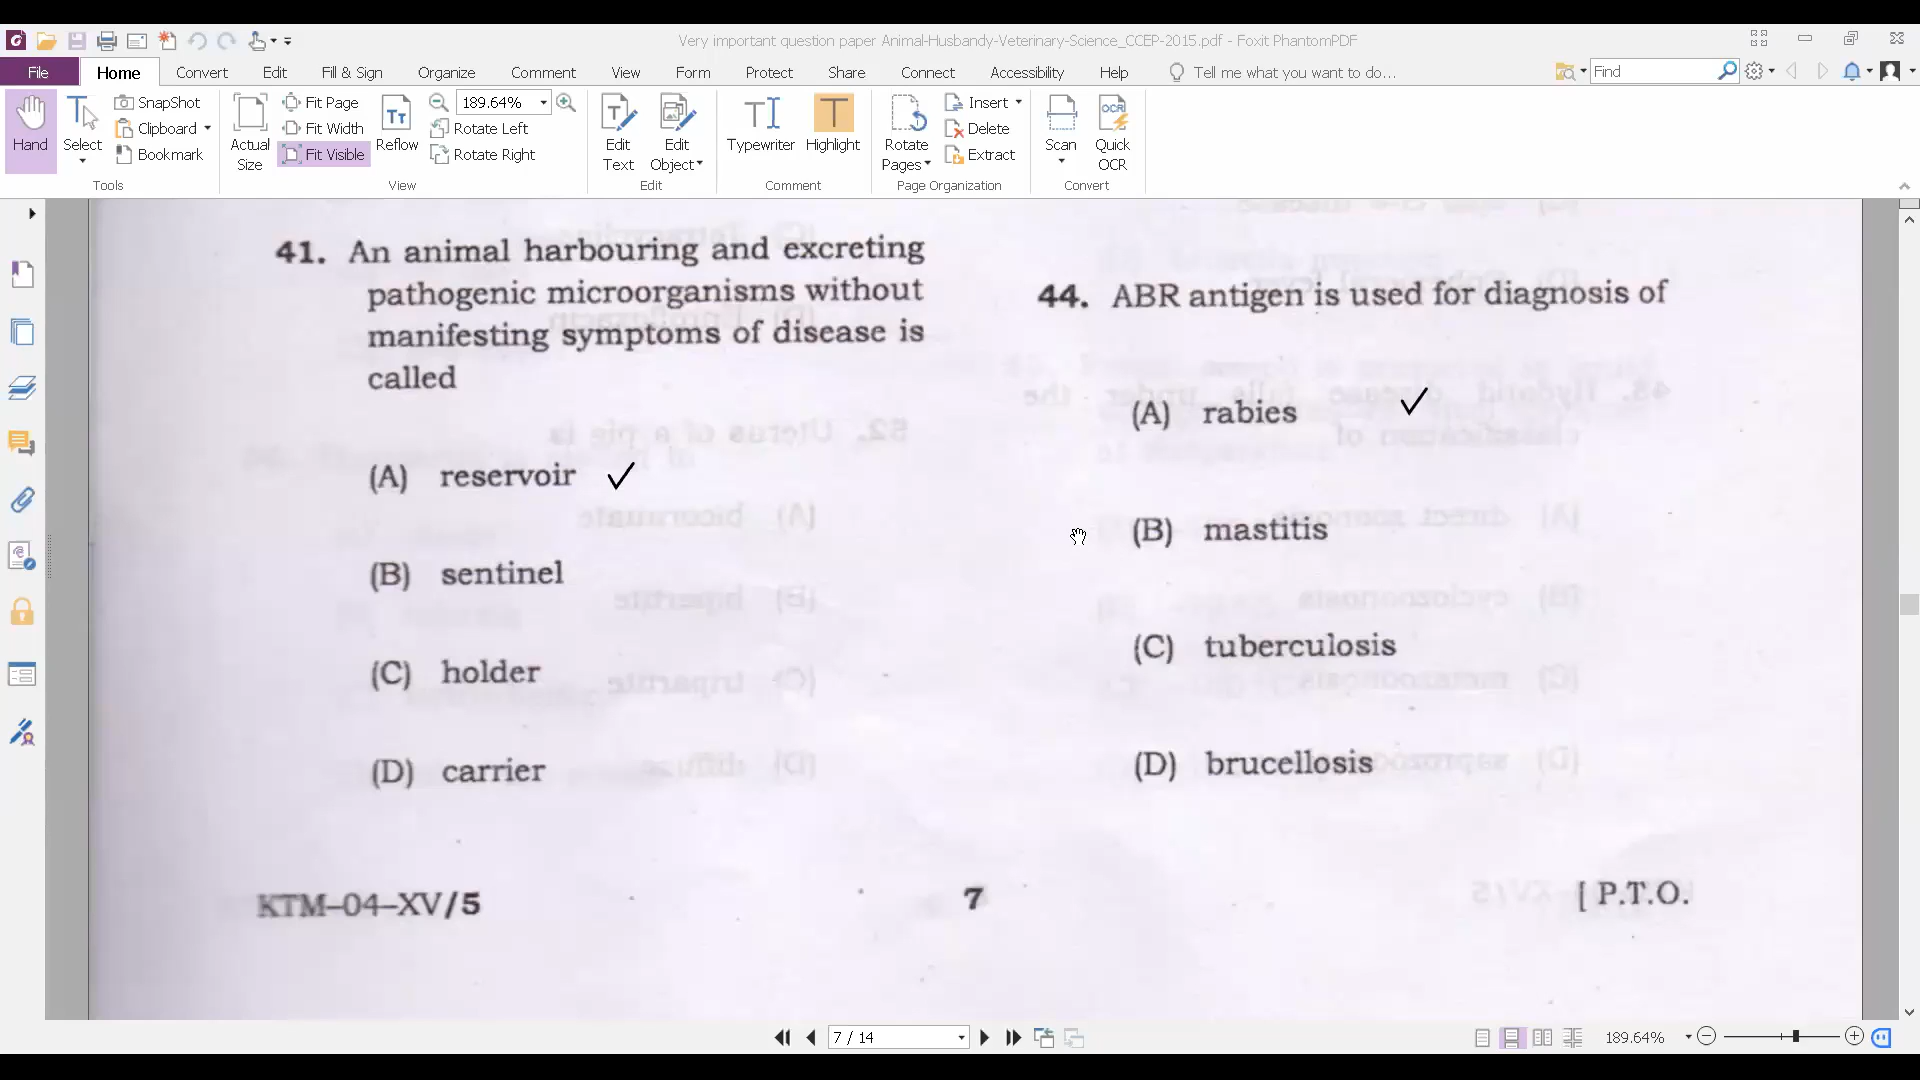 Very important question paper Animal-Husbandy-Veterinary-Science_CCEP-2015.pdf - Foxit PhantomPDF
File Home Convert Edit Fill & Sign Organize Comment View Form Protect Share Connect Accessibility Help Tell me what you want to do... Find
Hand
Select
SnapShot
Clipboard
Bookmark
Tools
Actual
Size
Fit Page
Fit Width
Fit Visible
Reflow
189.64%
Rotate Left
Rotate Right
View
Edit
Text
Edit
Object
Edit
Typewriter
Highlight
Comment
Rotate
Pages
Insert
Delete
Extract
Page Organization
Scan
Quick
OCR
Convert
41. An animal harbouring and excreting
pathogenic microorganisms without
manifesting symptoms of disease is
called
(A) reservoir ✓
(B) sentinel
(C) holder
(D) carrier
44. ABR antigen is used for diagnosis of
(A) rabies ✓
(B) mastitis
(C) tuberculosis
(D) brucellosis
KTM–04–XV/5
7
[ P.T.O.
7 / 14
189.64%